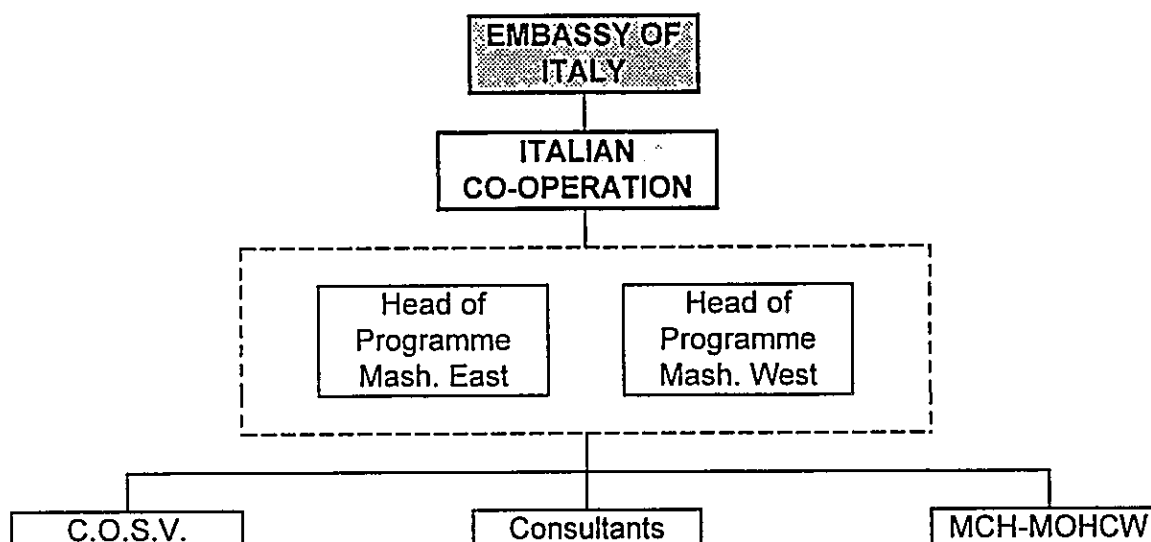 EMBASSY OF
ITALY
ITALIAN
CO-OPERATION
Head of
Programme
Mash. East
Head of
Programme
Mash. West
C.O.S.V.
Consultants
MCH-MOHCW